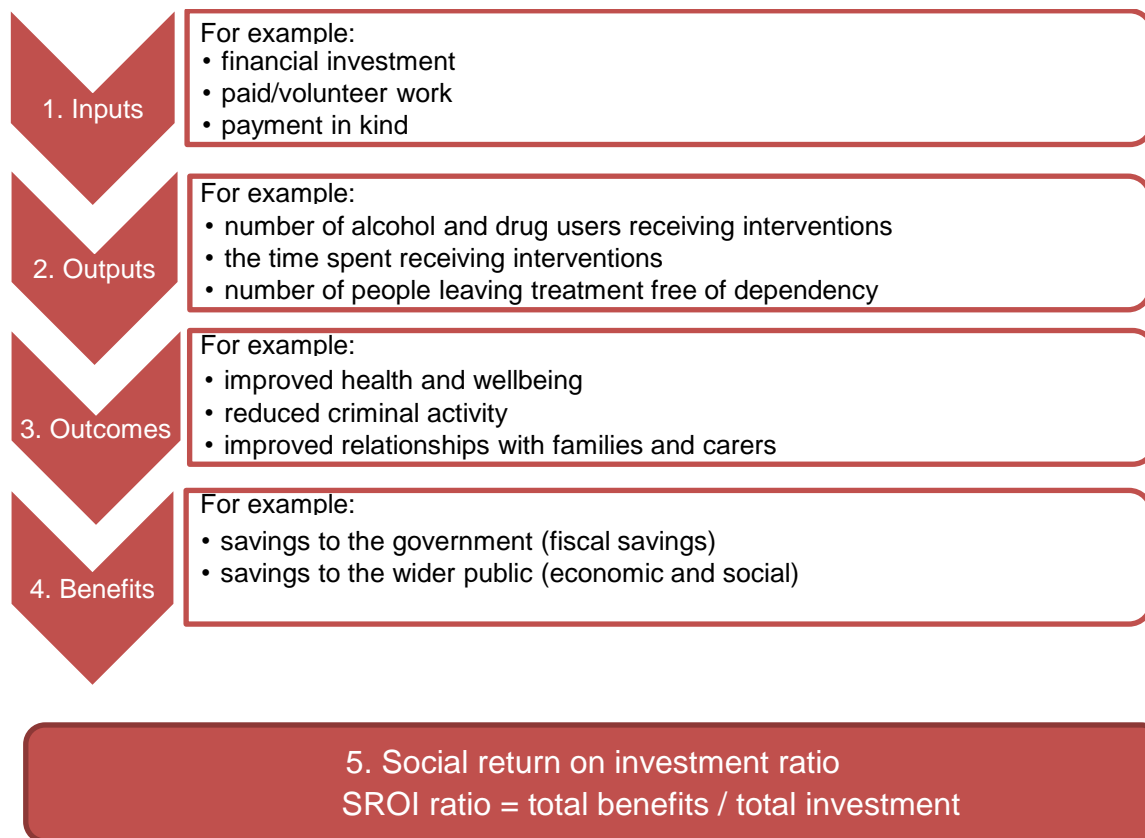 1. Inputs
For example:
• financial investment
• paid/volunteer work
• payment in kind
2. Outputs
For example:
• number of alcohol and drug users receiving interventions
• the time spent receiving interventions
• number of people leaving treatment free of dependency
3. Outcomes
For example:
• improved health and wellbeing
• reduced criminal activity
• improved relationships with families and carers
4. Benefits
For example:
• savings to the government (fiscal savings)
• savings to the wider public (economic and social)
5. Social return on investment ratio
SROI ratio = total benefits / total investment